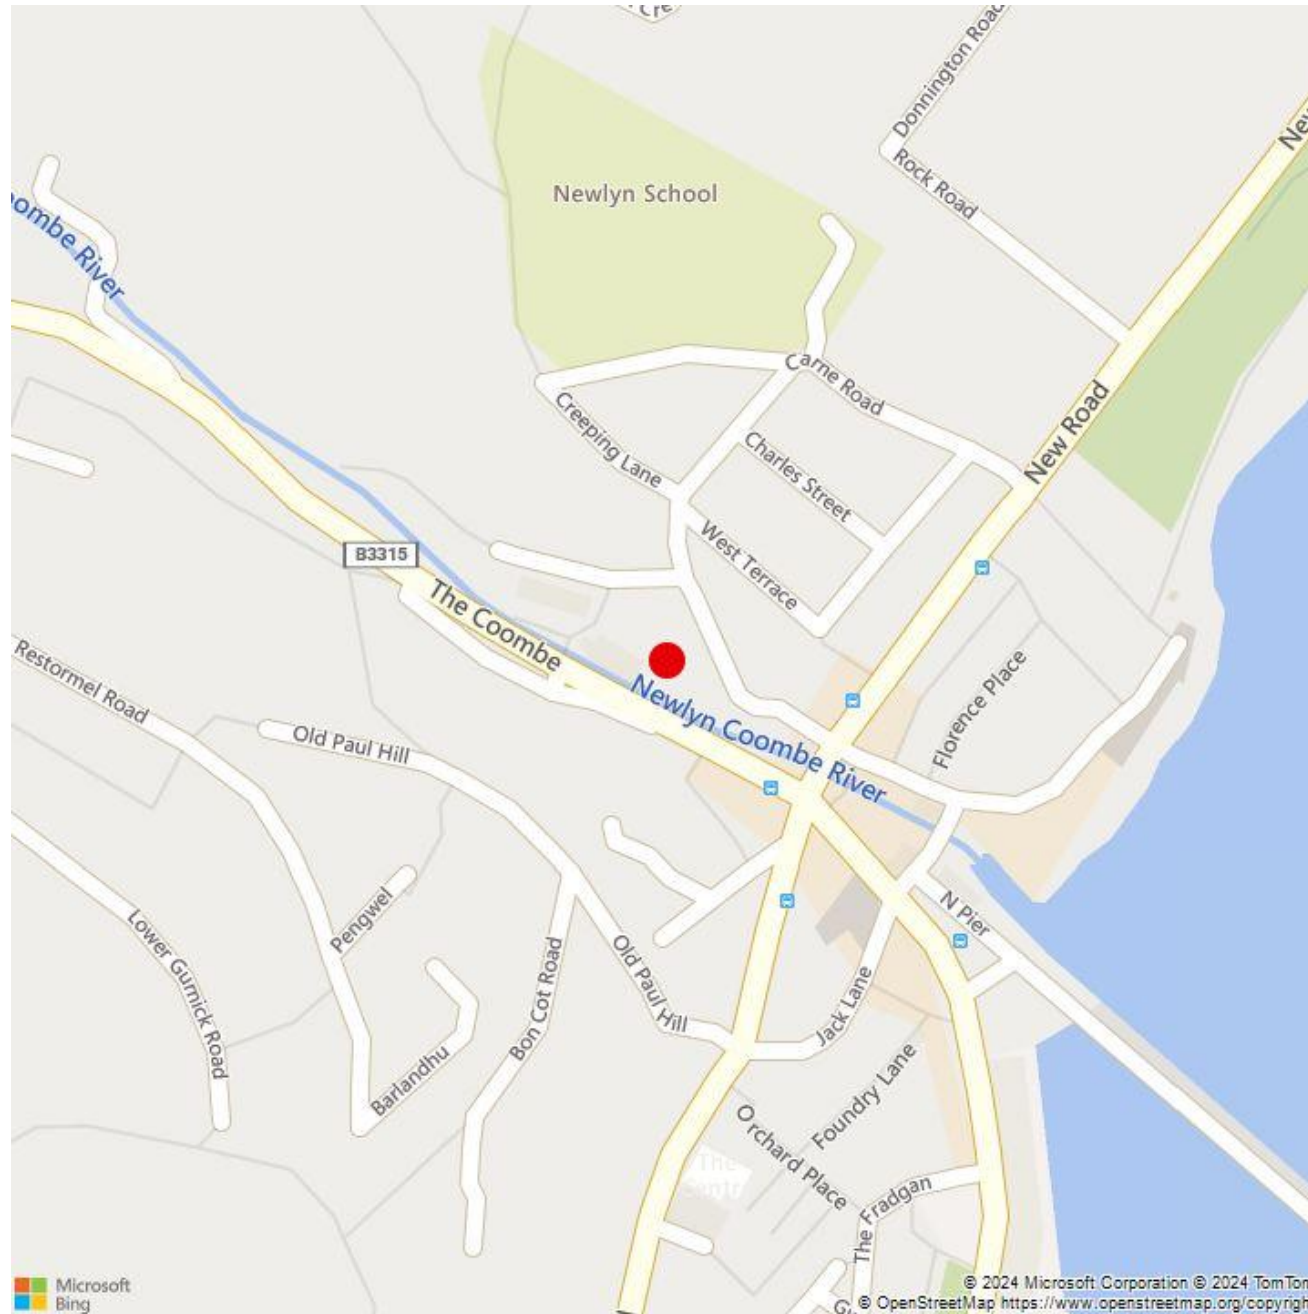 Donnington Road
Newlyn School
Rock Road
ombe River
Carne Road
New Road
Creeping Lane
Charles Street
West Terrace
B3315
The Coombe
Restormel Road
Newlyn Coombe River
Florence Place
Old Paul Hill
N Pier
Pengwel
Lower Gurnick Road
Bon Cot Road
Old Paul Hill
Jack Lane
Barlandhu
Foundry Lane
Orchard Place
The
Centr
The Fradgan
Microsoft
Bing
© 2024 Microsoft Corporation © 2024 TomTom
© OpenStreetMap https://www.openstreetmap.org/copyrigh